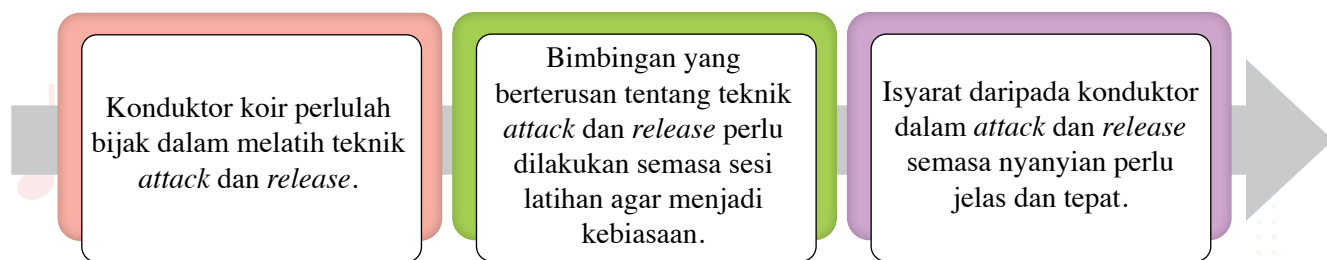 Konduktor koir perlulah
bijak dalam melatih teknik
attack dan release.
Bimbingan yang
berterusan tentang teknik
attack dan release perlu
dilakukan semasa sesi
latihan agar menjadi
kebiasaan.
Isyarat daripada konduktor
dalam attack dan release
semasa nyanyian perlu
jelas dan tepat.